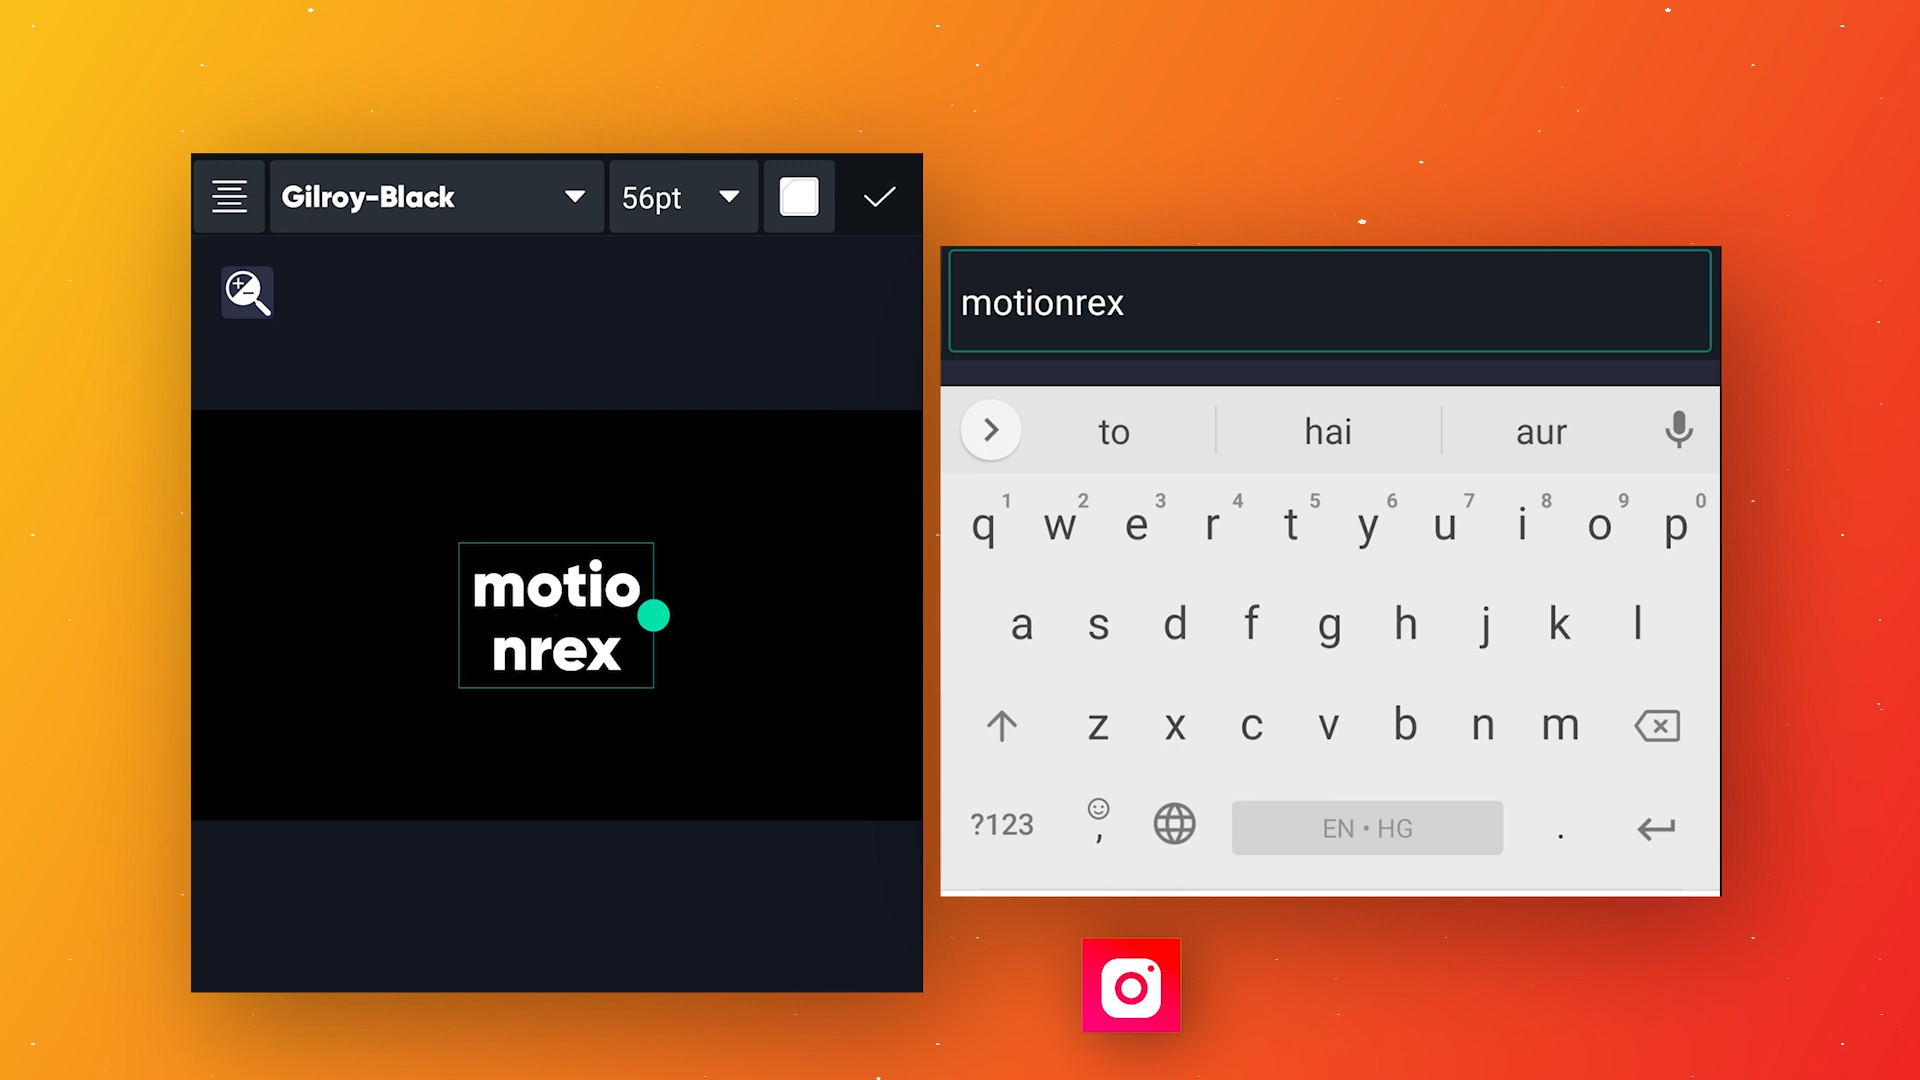 Gilroy-Black
56pt
motio
nrex
motionrex
to hai aur
1 2 3 4 5 6 7 8 9 0
q w e r t y u i o p
a s d f g h j k l
z x c v b n m
?123 , EN • HG .